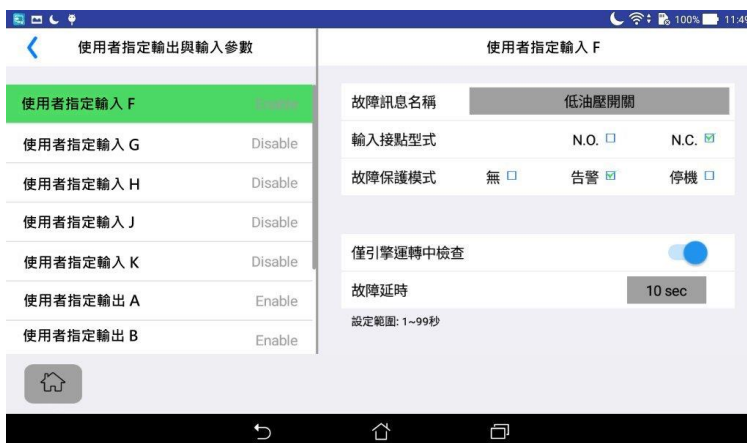 100% 11:49
使用者指定輸出與輸入參數
使用者指定輸入 F
使用者指定輸入 F Enable
使用者指定輸入 G Disable
使用者指定輸入 H Disable
使用者指定輸入 J Disable
使用者指定輸入 K Disable
使用者指定輸出 A Enable
使用者指定輸出 B Enable
故障訊息名稱 低油壓開關
輸入接點型式 N.O. N.C.
故障保護模式 無 告警 停機
僅引擎運轉中檢查
故障延時 10 sec
設定範圍: 1~99秒